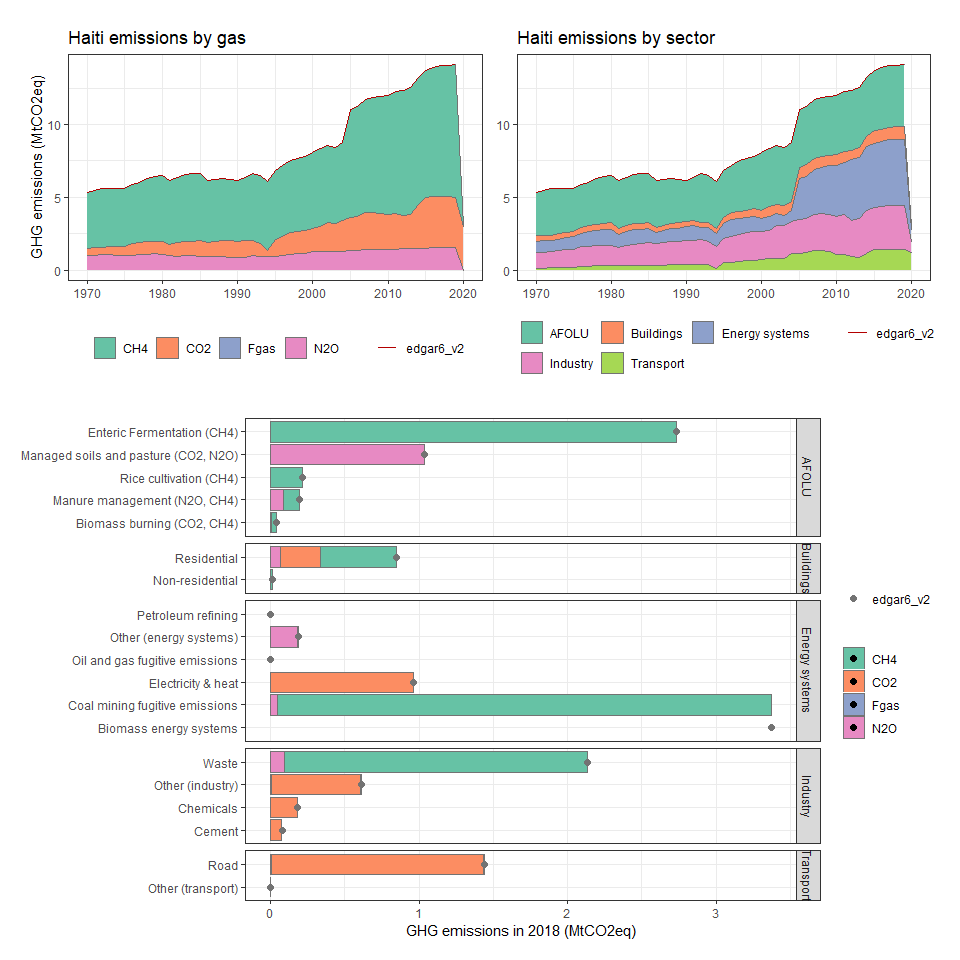 Haiti emissions by gas
GHG emissions (MtCO2eq)
10
5
0
1970 1980 1990 2000 2010 2020
CH4 CO2 Fgas N2O edgar6_v2
Haiti emissions by sector
10
5
0
1970 1980 1990 2000 2010 2020
AFOLU Buildings Energy systems edgar6_v2
Industry Transport
Enteric Fermentation (CH4)
Managed soils and pasture (CO2, N2O)
Rice cultivation (CH4)
Manure management (N2O, CH4)
Biomass burning (CO2, CH4)
AFOLU
Residential
Non-residential
Buildings
Petroleum refining
Other (energy systems)
Oil and gas fugitive emissions
Electricity & heat
Coal mining fugitive emissions
Biomass energy systems
Energy systems
Waste
Other (industry)
Chemicals
Cement
Industry
Road
Other (transport)
Transport
0 1 2 3
GHG emissions in 2018 (MtCO2eq)
edgar6_v2
CH4
CO2
Fgas
N2O